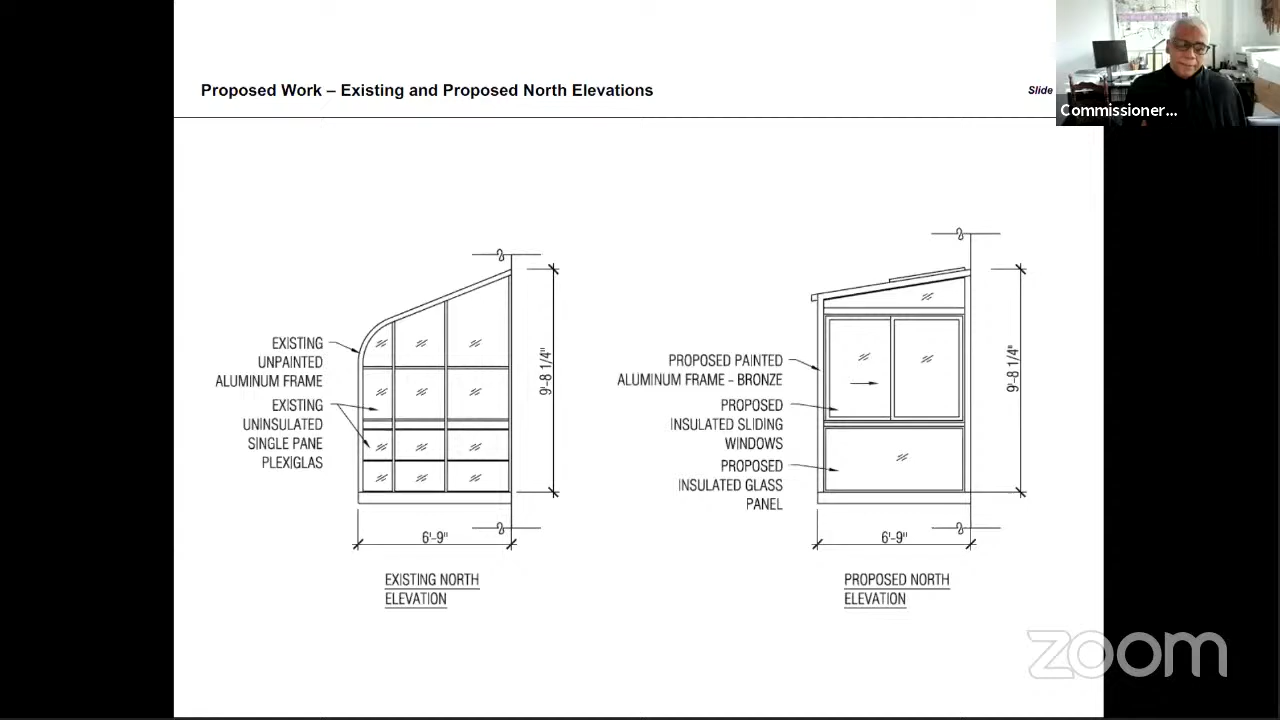 Proposed Work – Existing and Proposed North Elevations
Slide
Commissioner...
EXISTING
UNPAINTED
ALUMINUM FRAME
EXISTING
UNINSULATED
SINGLE PANE
PLEXIGLAS
9'-8 1/4"
6'-9"
EXISTING NORTH
ELEVATION
PROPOSED PAINTED
ALUMINUM FRAME - BRONZE
PROPOSED
INSULATED SLIDING
WINDOWS
PROPOSED
INSULATED GLASS
PANEL
9'-8 1/4"
6'-9"
PROPOSED NORTH
ELEVATION
zoom